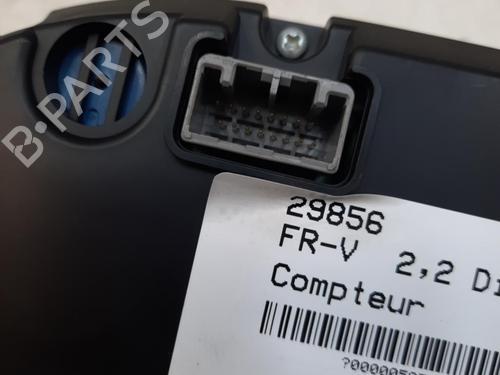 B-PARTS
29856
FR-V 2,2 Di
Compteur